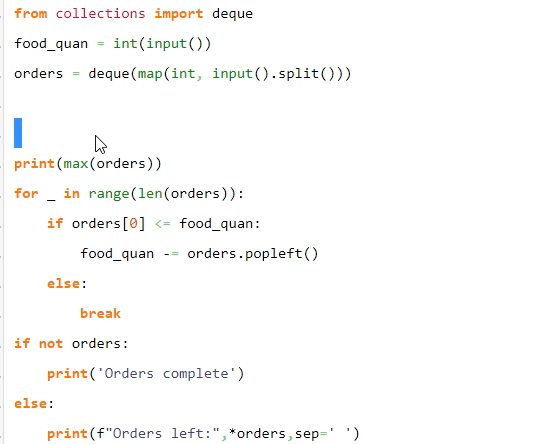 from collections import deque
food_quan = int(input())
orders = deque(map(int, input().split()))
print(max(orders))
for _ in range(len(orders)):
    if orders[0] <= food_quan:
        food_quan -= orders.popleft()
    else:
        break
if not orders:
    print('Orders complete')
else:
    print(f"Orders left:",*orders,sep=' ')